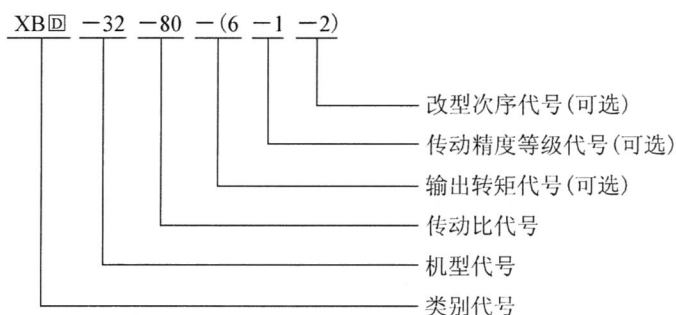 XB🄳 －32 －80 －(6 －1 －2)
改型次序代号(可选)
传动精度等级代号(可选)
输出转矩代号(可选)
传动比代号
机型代号
类别代号